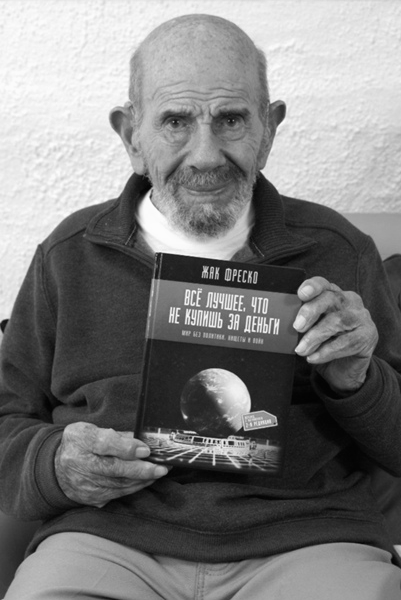 ЖАК ФРЕСКО
ВСЁ ЛУЧШЕЕ, ЧТО
НЕ КУПИШЬ ЗА ДЕНЬГИ
МИР БЕЗ ПОЛИТИКИ, НИЩЕТЫ И ВОЙН